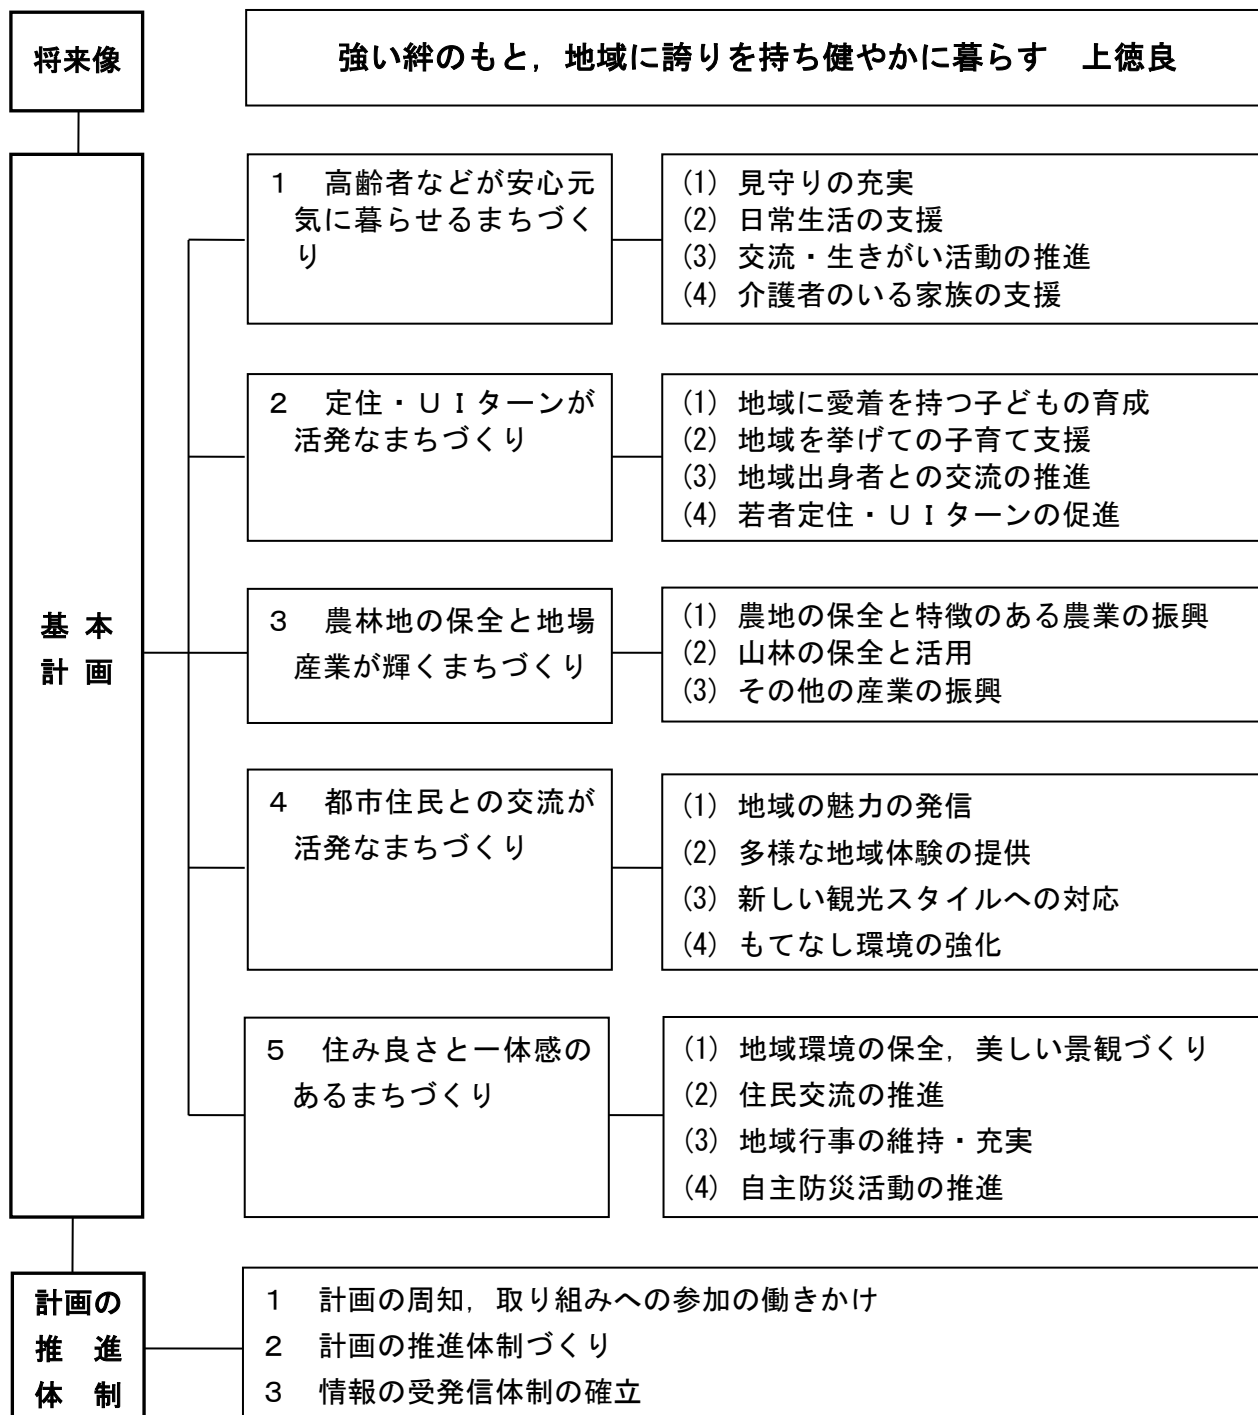 将来像
強い絆のもと，地域に誇りを持ち健やかに暮らす　上徳良
基 本
計 画
１　高齢者などが安心元
気に暮らせるまちづく
り
(1) 見守りの充実
(2) 日常生活の支援
(3) 交流・生きがい活動の推進
(4) 介護者のいる家族の支援
２　定住・ＵＩターンが
活発なまちづくり
(1) 地域に愛着を持つ子どもの育成
(2) 地域を挙げての子育て支援
(3) 地域出身者との交流の推進
(4) 若者定住・ＵＩターンの促進
３　農林地の保全と地場
産業が輝くまちづくり
(1) 農地の保全と特徴のある農業の振興
(2) 山林の保全と活用
(3) その他の産業の振興
４　都市住民との交流が
活発なまちづくり
(1) 地域の魅力の発信
(2) 多様な地域体験の提供
(3) 新しい観光スタイルへの対応
(4) もてなし環境の強化
５　住み良さと一体感の
あるまちづくり
(1) 地域環境の保全，美しい景観づくり
(2) 住民交流の推進
(3) 地域行事の維持・充実
(4) 自主防災活動の推進
計画の
推　進
体　制
１　計画の周知，取り組みへの参加の働きかけ
２　計画の推進体制づくり
３　情報の受発信体制の確立